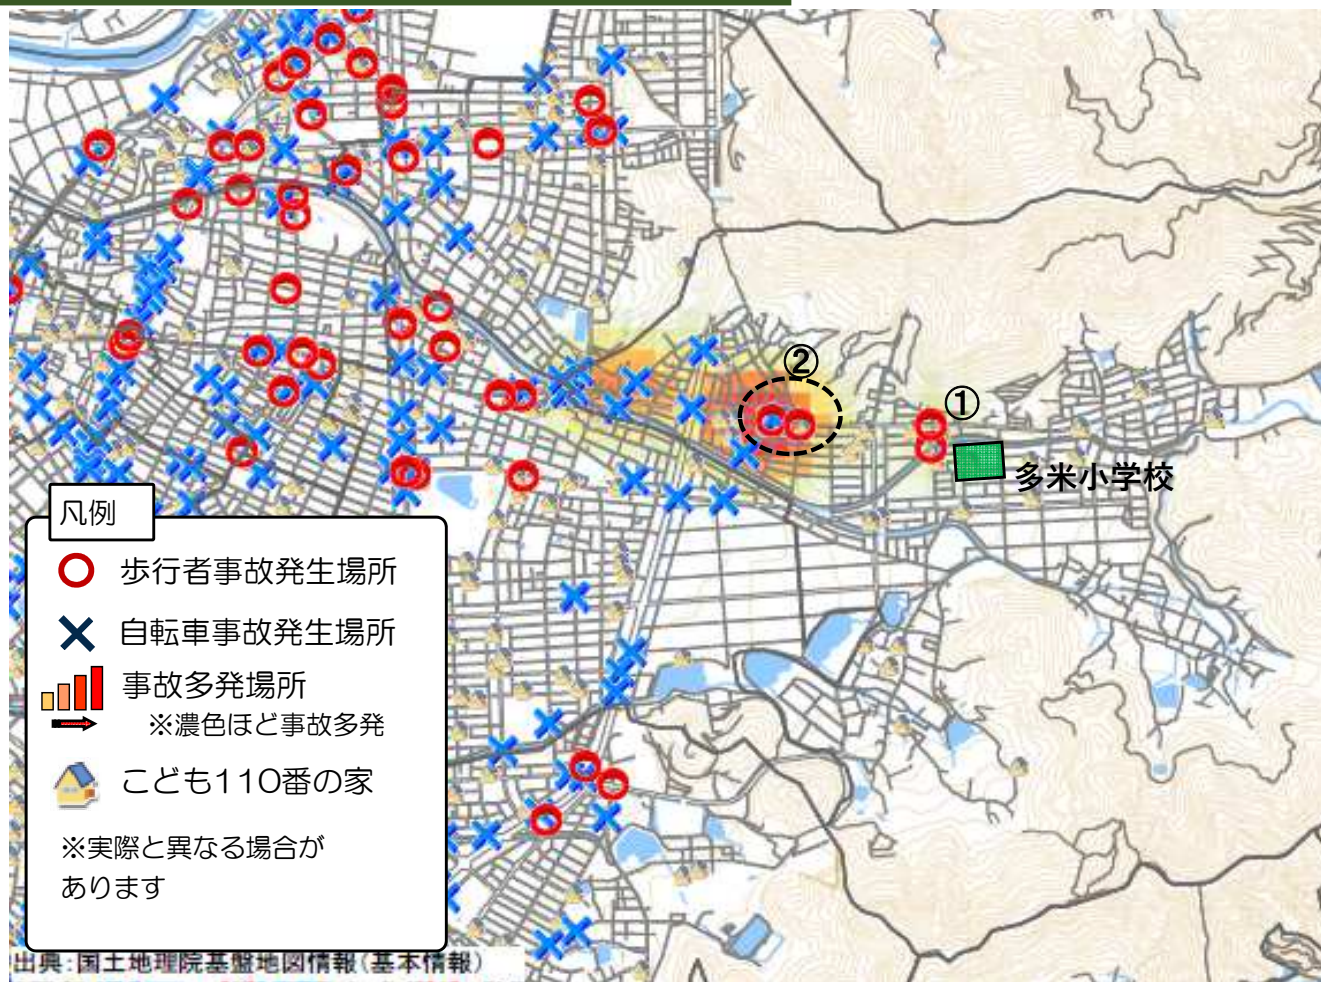 ②
①
多米小学校
凡例
歩行者事故発生場所
自転車事故発生場所
事故多発場所
※濃色ほど事故多発
こども110番の家
※実際と異なる場合が
あります
出典：国土地理院基盤地図情報（基本情報）